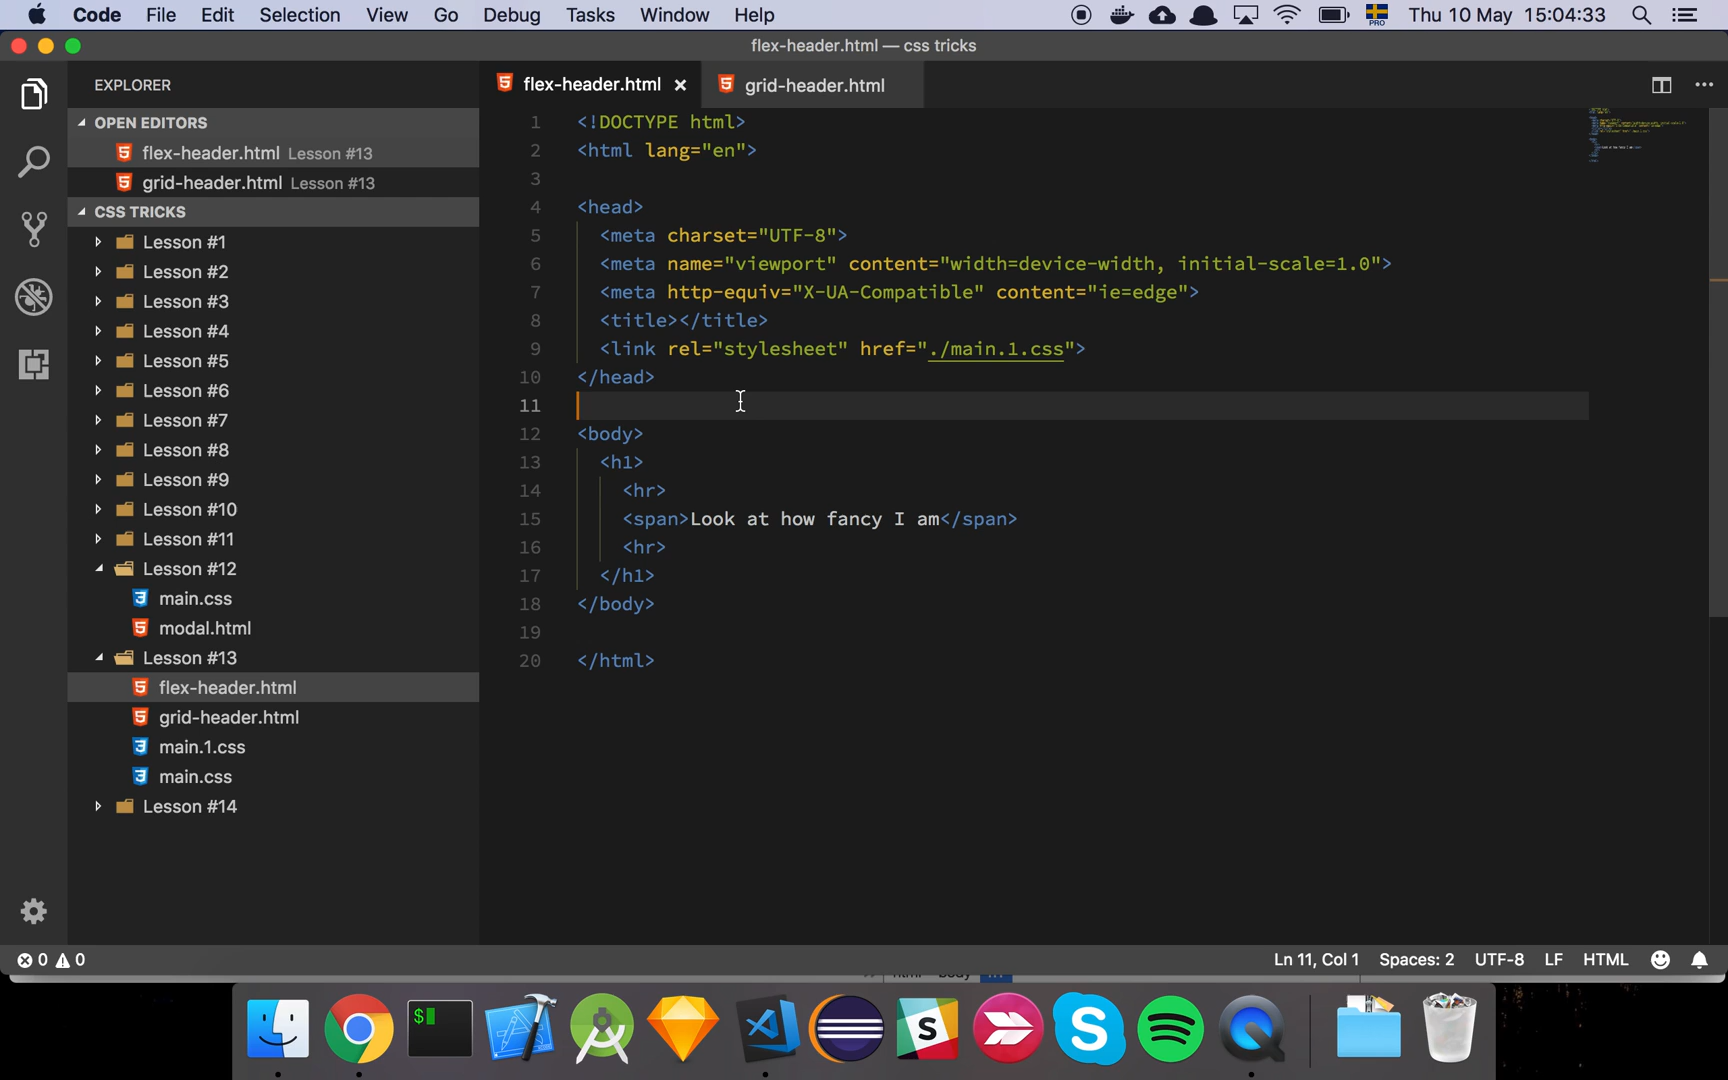 Code File Edit Selection View Go Debug Tasks Window Help PRO Thu 10 May 15:04:33
flex-header.html — css tricks
EXPLORER
OPEN EDITORS
flex-header.html Lesson #13
grid-header.html Lesson #13
CSS TRICKS
Lesson #1
Lesson #2
Lesson #3
Lesson #4
Lesson #5
Lesson #6
Lesson #7
Lesson #8
Lesson #9
Lesson #10
Lesson #11
Lesson #12
main.css
modal.html
Lesson #13
flex-header.html
grid-header.html
main.1.css
main.css
Lesson #14
flex-header.html × grid-header.html
1 <!DOCTYPE html>
2 <html lang="en">
3
4 <head>
5 <meta charset="UTF-8">
6 <meta name="viewport" content="width=device-width, initial-scale=1.0">
7 <meta http-equiv="X-UA-Compatible" content="ie=edge">
8 <title></title>
9 <link rel="stylesheet" href="./main.1.css">
10 </head>
11
12 <body>
13 <h1>
14 <hr>
15 <span>Look at how fancy I am</span>
16 <hr>
17 </h1>
18 </body>
19
20 </html>
0 0 Ln 11, Col 1 Spaces: 2 UTF-8 LF HTML
$
S
S